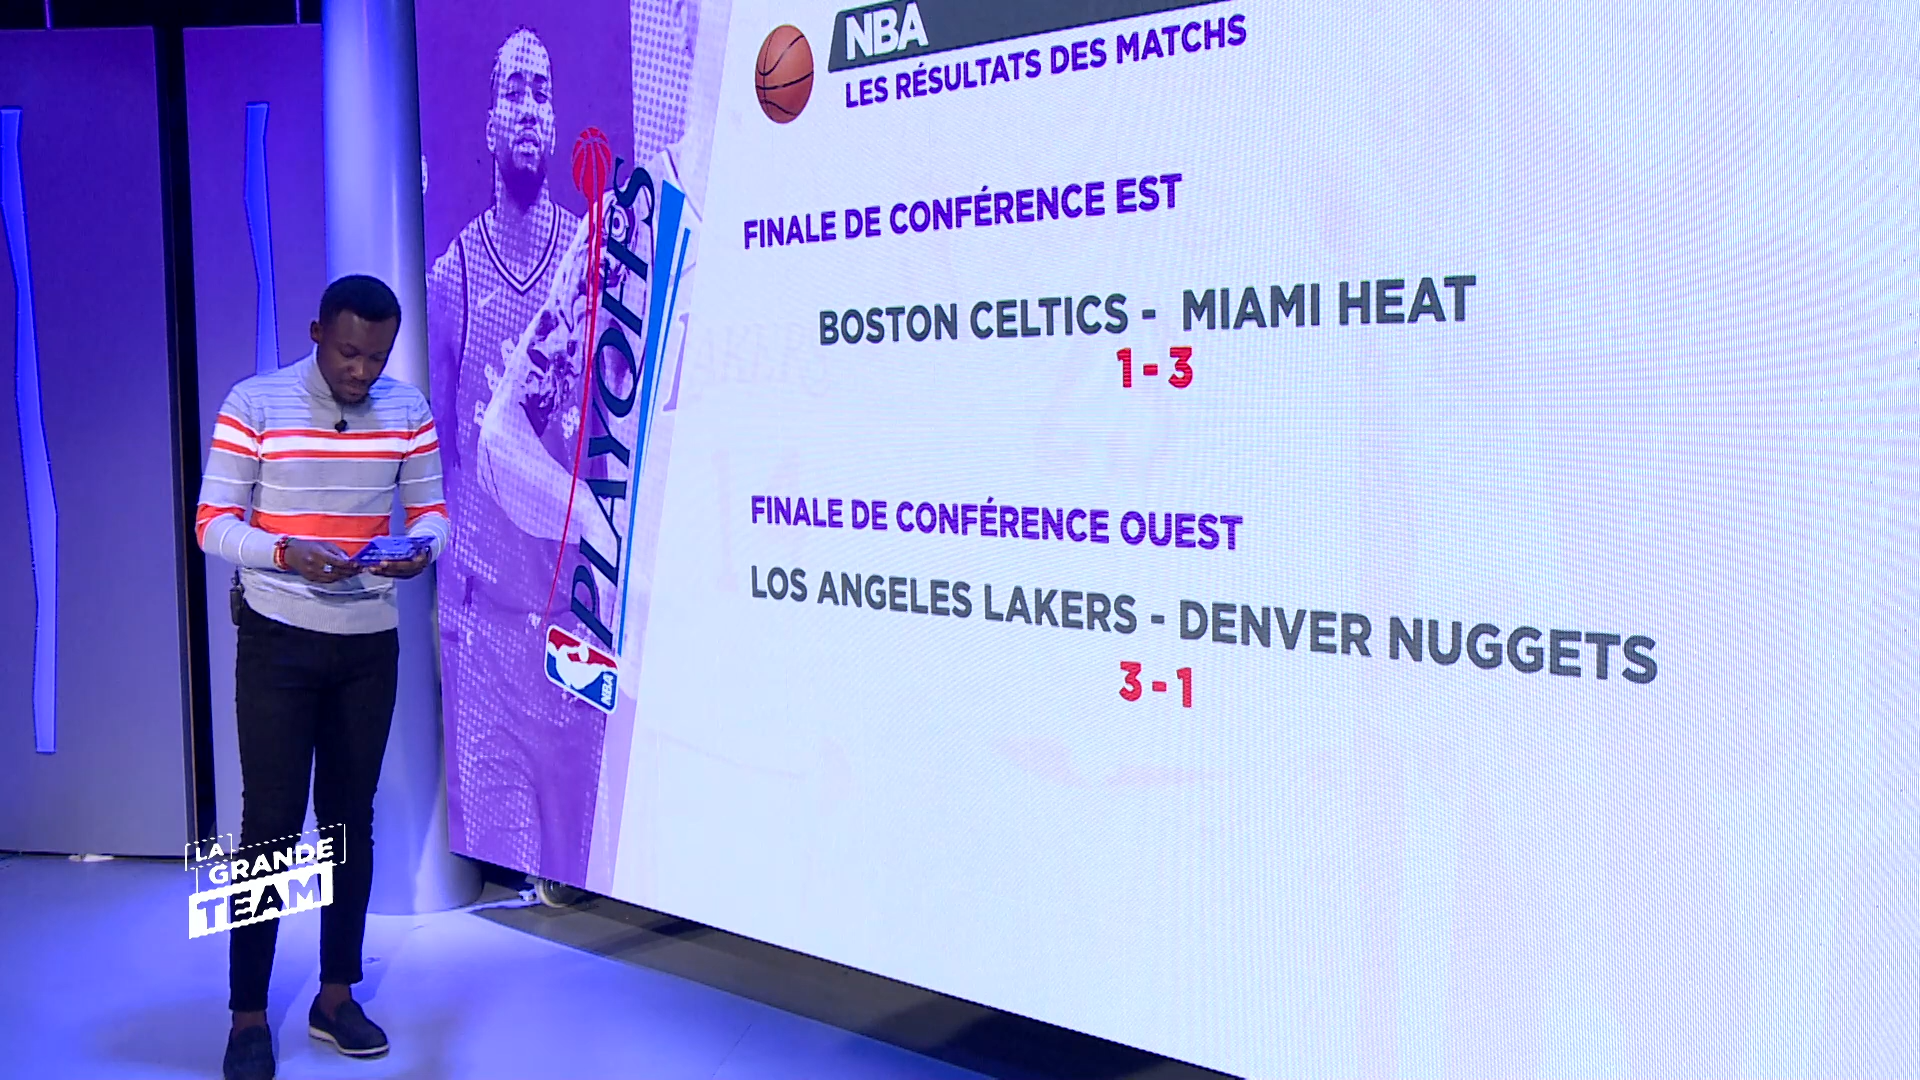 NBA
LES RÉSULTATS DES MATCHS
FINALE DE CONFÉRENCE EST
BOSTON CELTICS - MIAMI HEAT
1 - 3
FINALE DE CONFÉRENCE OUEST
LOS ANGELES LAKERS - DENVER NUGGETS
3 - 1
PLAYOFFS
NBA
LA
GRANDE
TEAM